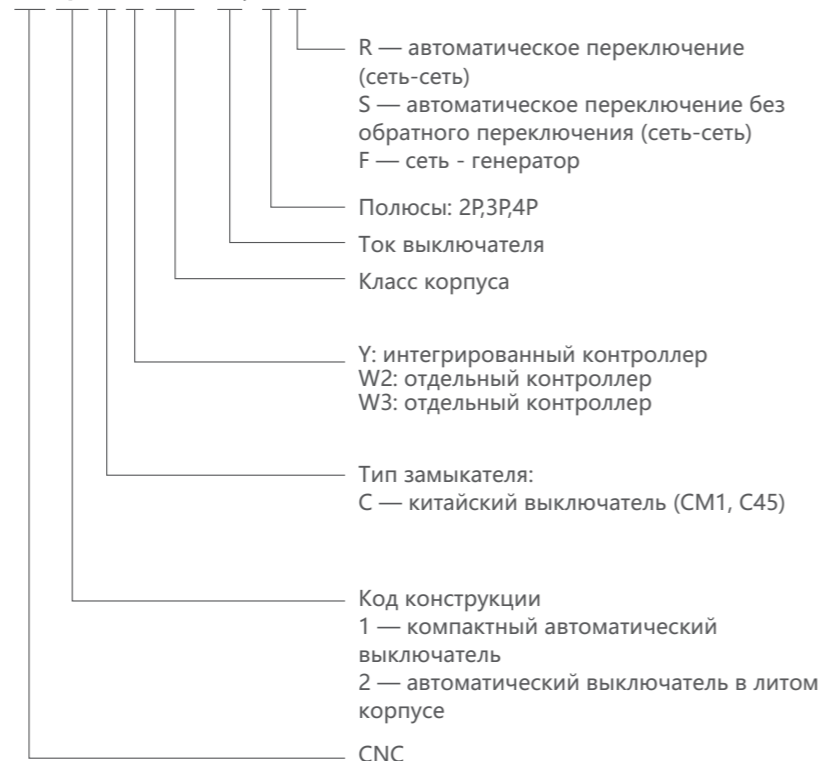 R — автоматическое переключение
(сеть-сеть)
S — автоматическое переключение без
обратного переключения (сеть-сеть)
F — сеть - генератор
Полюсы: 2P,3P,4P
Ток выключателя
Класс корпуса
Y: интегрированный контроллер
W2: отдельный контроллер
W3: отдельный контроллер
Тип замыкателя:
C — китайский выключатель (CM1, C45)
Код конструкции
1 — компактный автоматический
выключатель
2 — автоматический выключатель в литом
корпусе
CNC